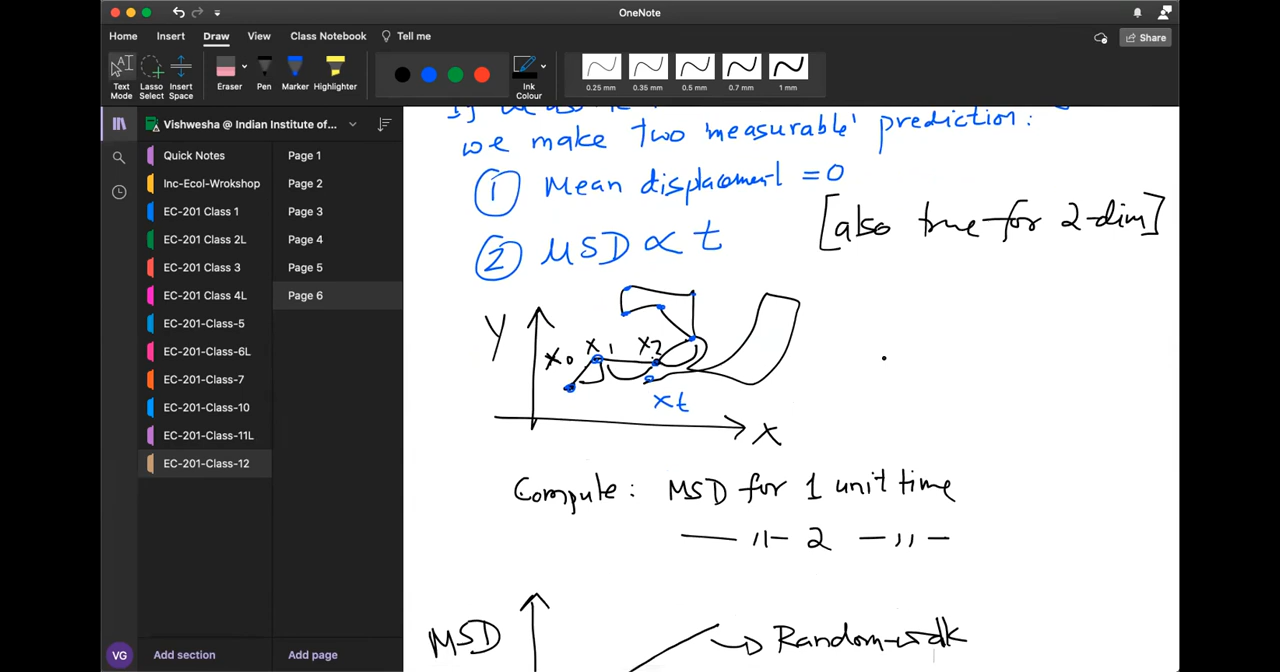 OneNote
Home Insert Draw View Class Notebook Tell me
Share
Text Mode
Lasso Select
Insert Space
Eraser
Pen
Marker
Highlighter
Ink Colour
0.25 mm 0.35 mm 0.5 mm 0.7 mm 1 mm
Vishwesha @ Indian Institute of...
Quick Notes
Inc-Ecol-Wrokshop
EC-201 Class 1
EC-201 Class 2L
EC-201 Class 3
EC-201 Class 4L
EC-201-Class-5
EC-201-Class-6L
EC-201-Class-7
EC-201-Class-10
EC-201-Class-11L
EC-201-Class-12
Page 1
Page 2
Page 3
Page 4
Page 5
Page 6
VG Add section Add page
we make two 'measurable' prediction:
① Mean displacement = 0
[also true for 2-dim]
② MSD ∝ t
Y
x0 x1 x2
xt
X
Compute: MSD for 1 unit time
—— "— 2 — " —
MSD
Random-walk